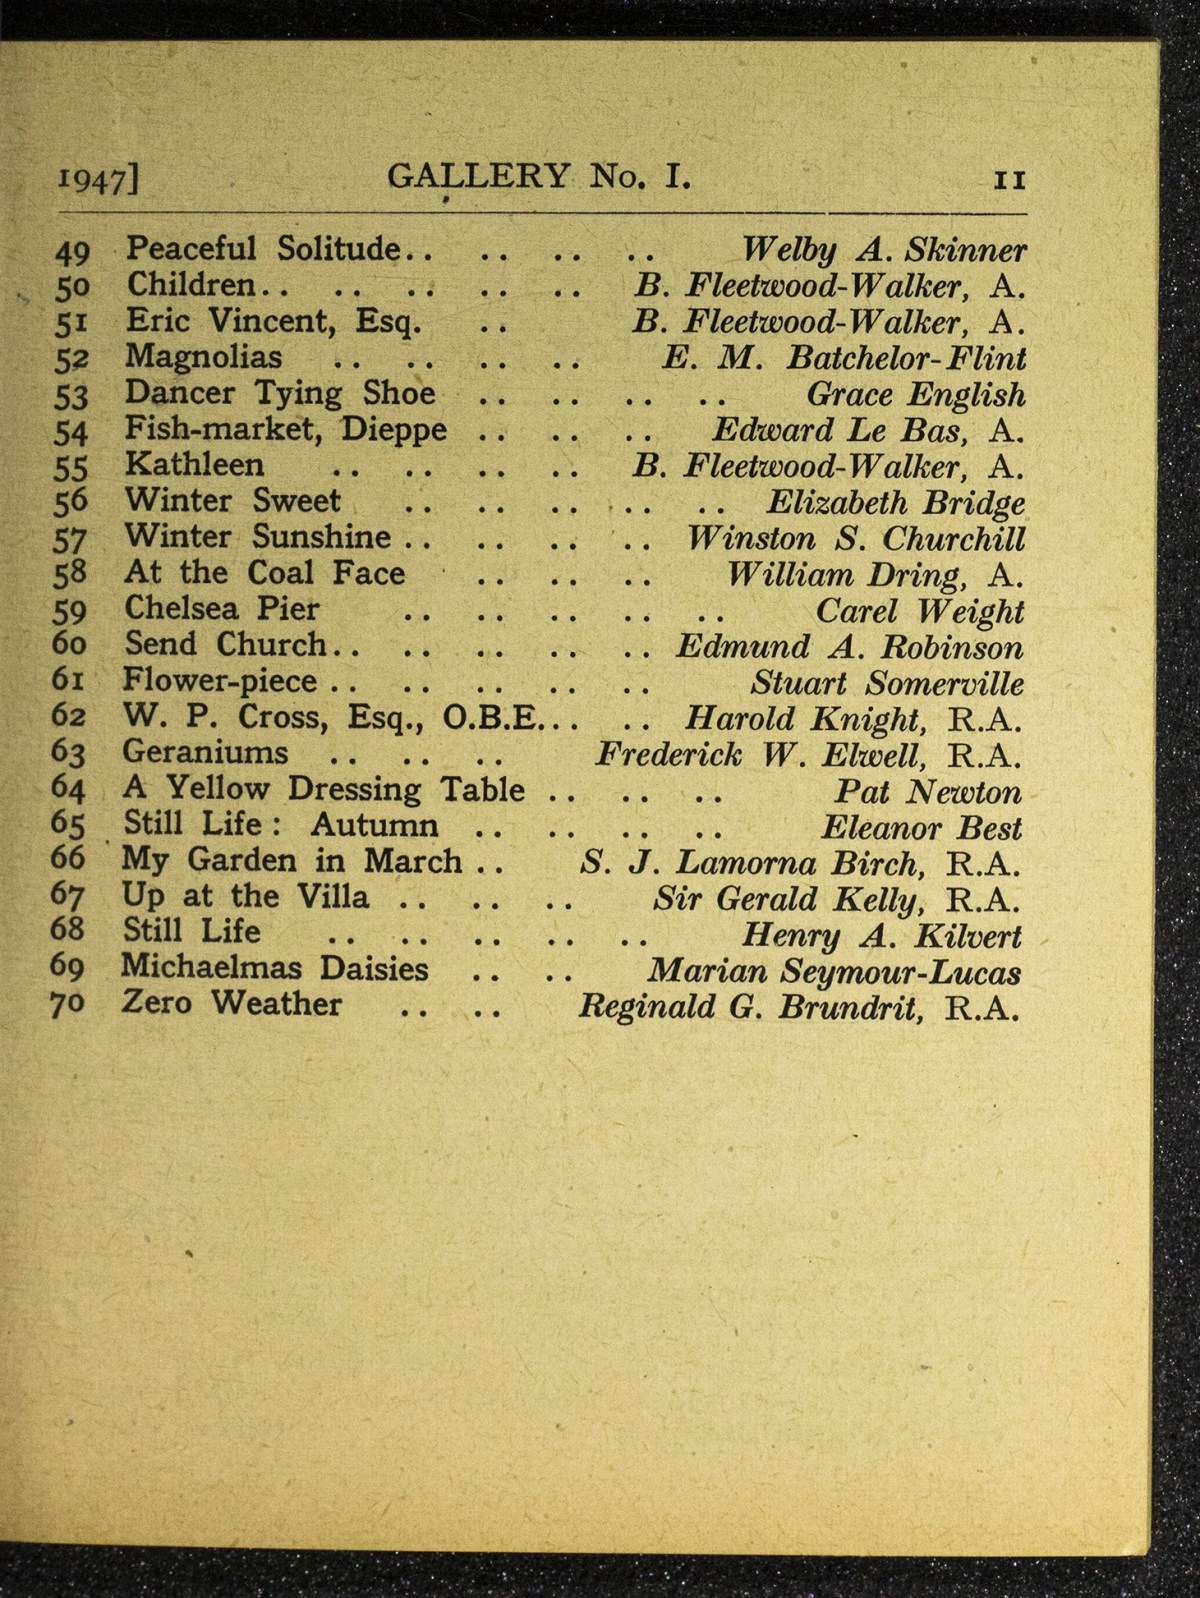 1947] GALLERY No. I. 11
49 Peaceful Solitude.. .. .. .. Welby A. Skinner
50 Children.. .. .. .. .. B. Fleetwood-Walker, A.
51 Eric Vincent, Esq. .. B. Fleetwood-Walker, A.
52 Magnolias .. .. .. .. E. M. Batchelor-Flint
53 Dancer Tying Shoe .. .. .. .. Grace English
54 Fish-market, Dieppe .. .. .. Edward Le Bas, A.
55 Kathleen .. .. .. .. B. Fleetwood-Walker, A.
56 Winter Sweet .. .. .. .. .. Elizabeth Bridge
57 Winter Sunshine .. .. .. .. Winston S. Churchill
58 At the Coal Face .. .. .. William Dring, A.
59 Chelsea Pier .. .. .. .. .. Carel Weight
60 Send Church.. .. .. .. .. Edmund A. Robinson
61 Flower-piece .. .. .. .. .. Stuart Somerville
62 W. P. Cross, Esq., O.B.E... .. Harold Knight, R.A.
63 Geraniums .. .. .. Frederick W. Elwell, R.A.
64 A Yellow Dressing Table .. .. .. Pat Newton
65 Still Life : Autumn .. .. .. .. Eleanor Best
66 My Garden in March .. S. J. Lamorna Birch, R.A.
67 Up at the Villa .. .. .. Sir Gerald Kelly, R.A.
68 Still Life .. .. .. .. .. Henry A. Kilvert
69 Michaelmas Daisies .. .. Marian Seymour-Lucas
70 Zero Weather .. .. Reginald G. Brundrit, R.A.